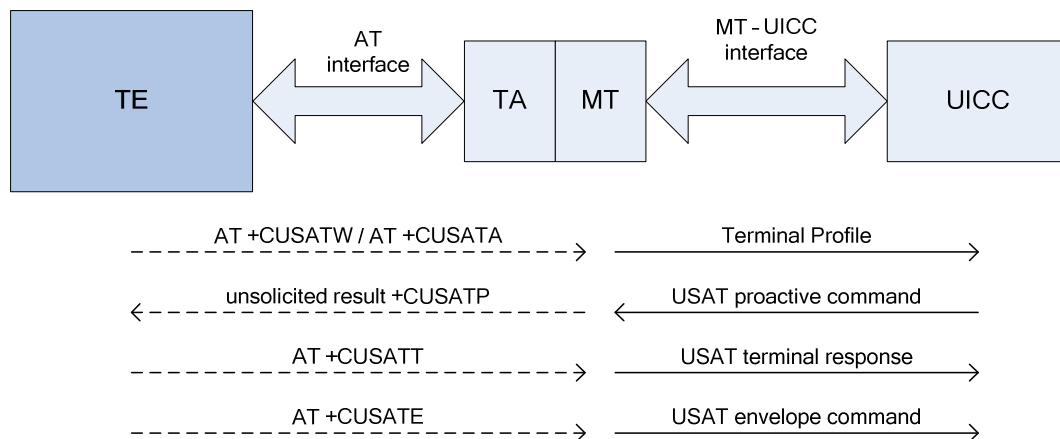 TE
AT
interface
TA
MT
MT - UICC
interface
UICC
AT +CUSATW / AT +CUSATA
Terminal Profile
unsolicited result +CUSATP
USAT proactive command
AT +CUSATT
USAT terminal response
AT +CUSATE
USAT envelope command